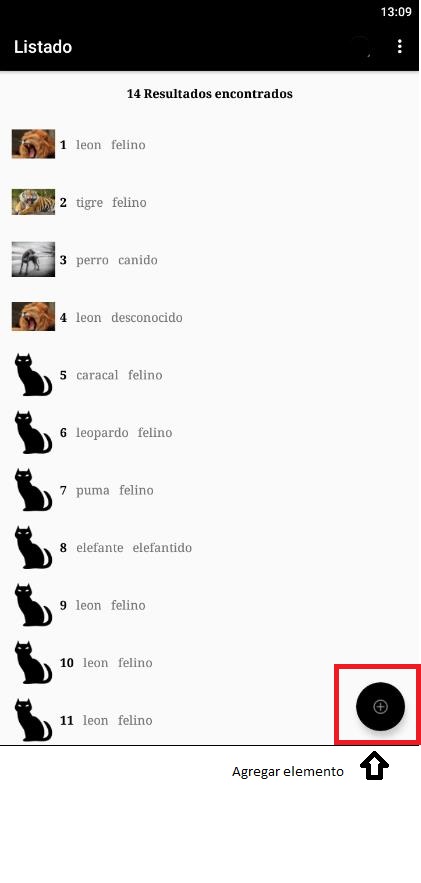 13:09
Listado
14 Resultados encontrados
1 leon felino
2 tigre felino
3 perro canido
4 leon desconocido
5 caracal felino
6 leopardo felino
7 puma felino
8 elefante elefantido
9 leon felino
10 leon felino
11 leon felino
Agregar elemento